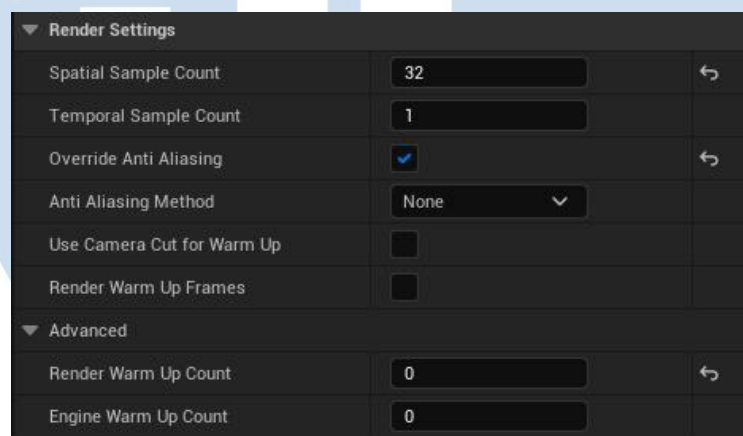 Render Settings
Spatial Sample Count 32
Temporal Sample Count 1
Override Anti Aliasing
Anti Aliasing Method None
Use Camera Cut for Warm Up
Render Warm Up Frames
Advanced
Render Warm Up Count 0
Engine Warm Up Count 0